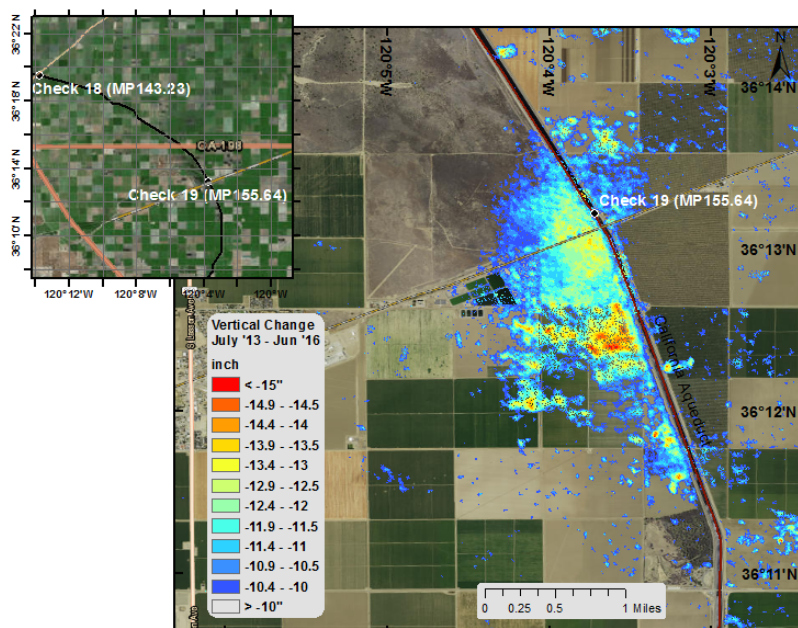 36°22'N
36°18'N
36°14'N
36°10'N
Check 18 (MP143.23)
CA-198
Check 19 (MP155.64)
120°12'W
120°8'W
120°4'W
120°W
120°5'W
120°4'W
120°3'W
N
36°14'N
36°13'N
36°12'N
36°11'N
Check 19 (MP155.64)
California Aqueduct
S Lassen Ave
Vertical Change
July '13 - Jun '16
inch
< -15"
-14.9 - -14.5
-14.4 - -14
-13.9 - -13.5
-13.4 - -13
-12.9 - -12.5
-12.4 - -12
-11.9 - -11.5
-11.4 - -11
-10.9 - -10.5
-10.4 - -10
> -10"
0 0.25 0.5 1 Miles